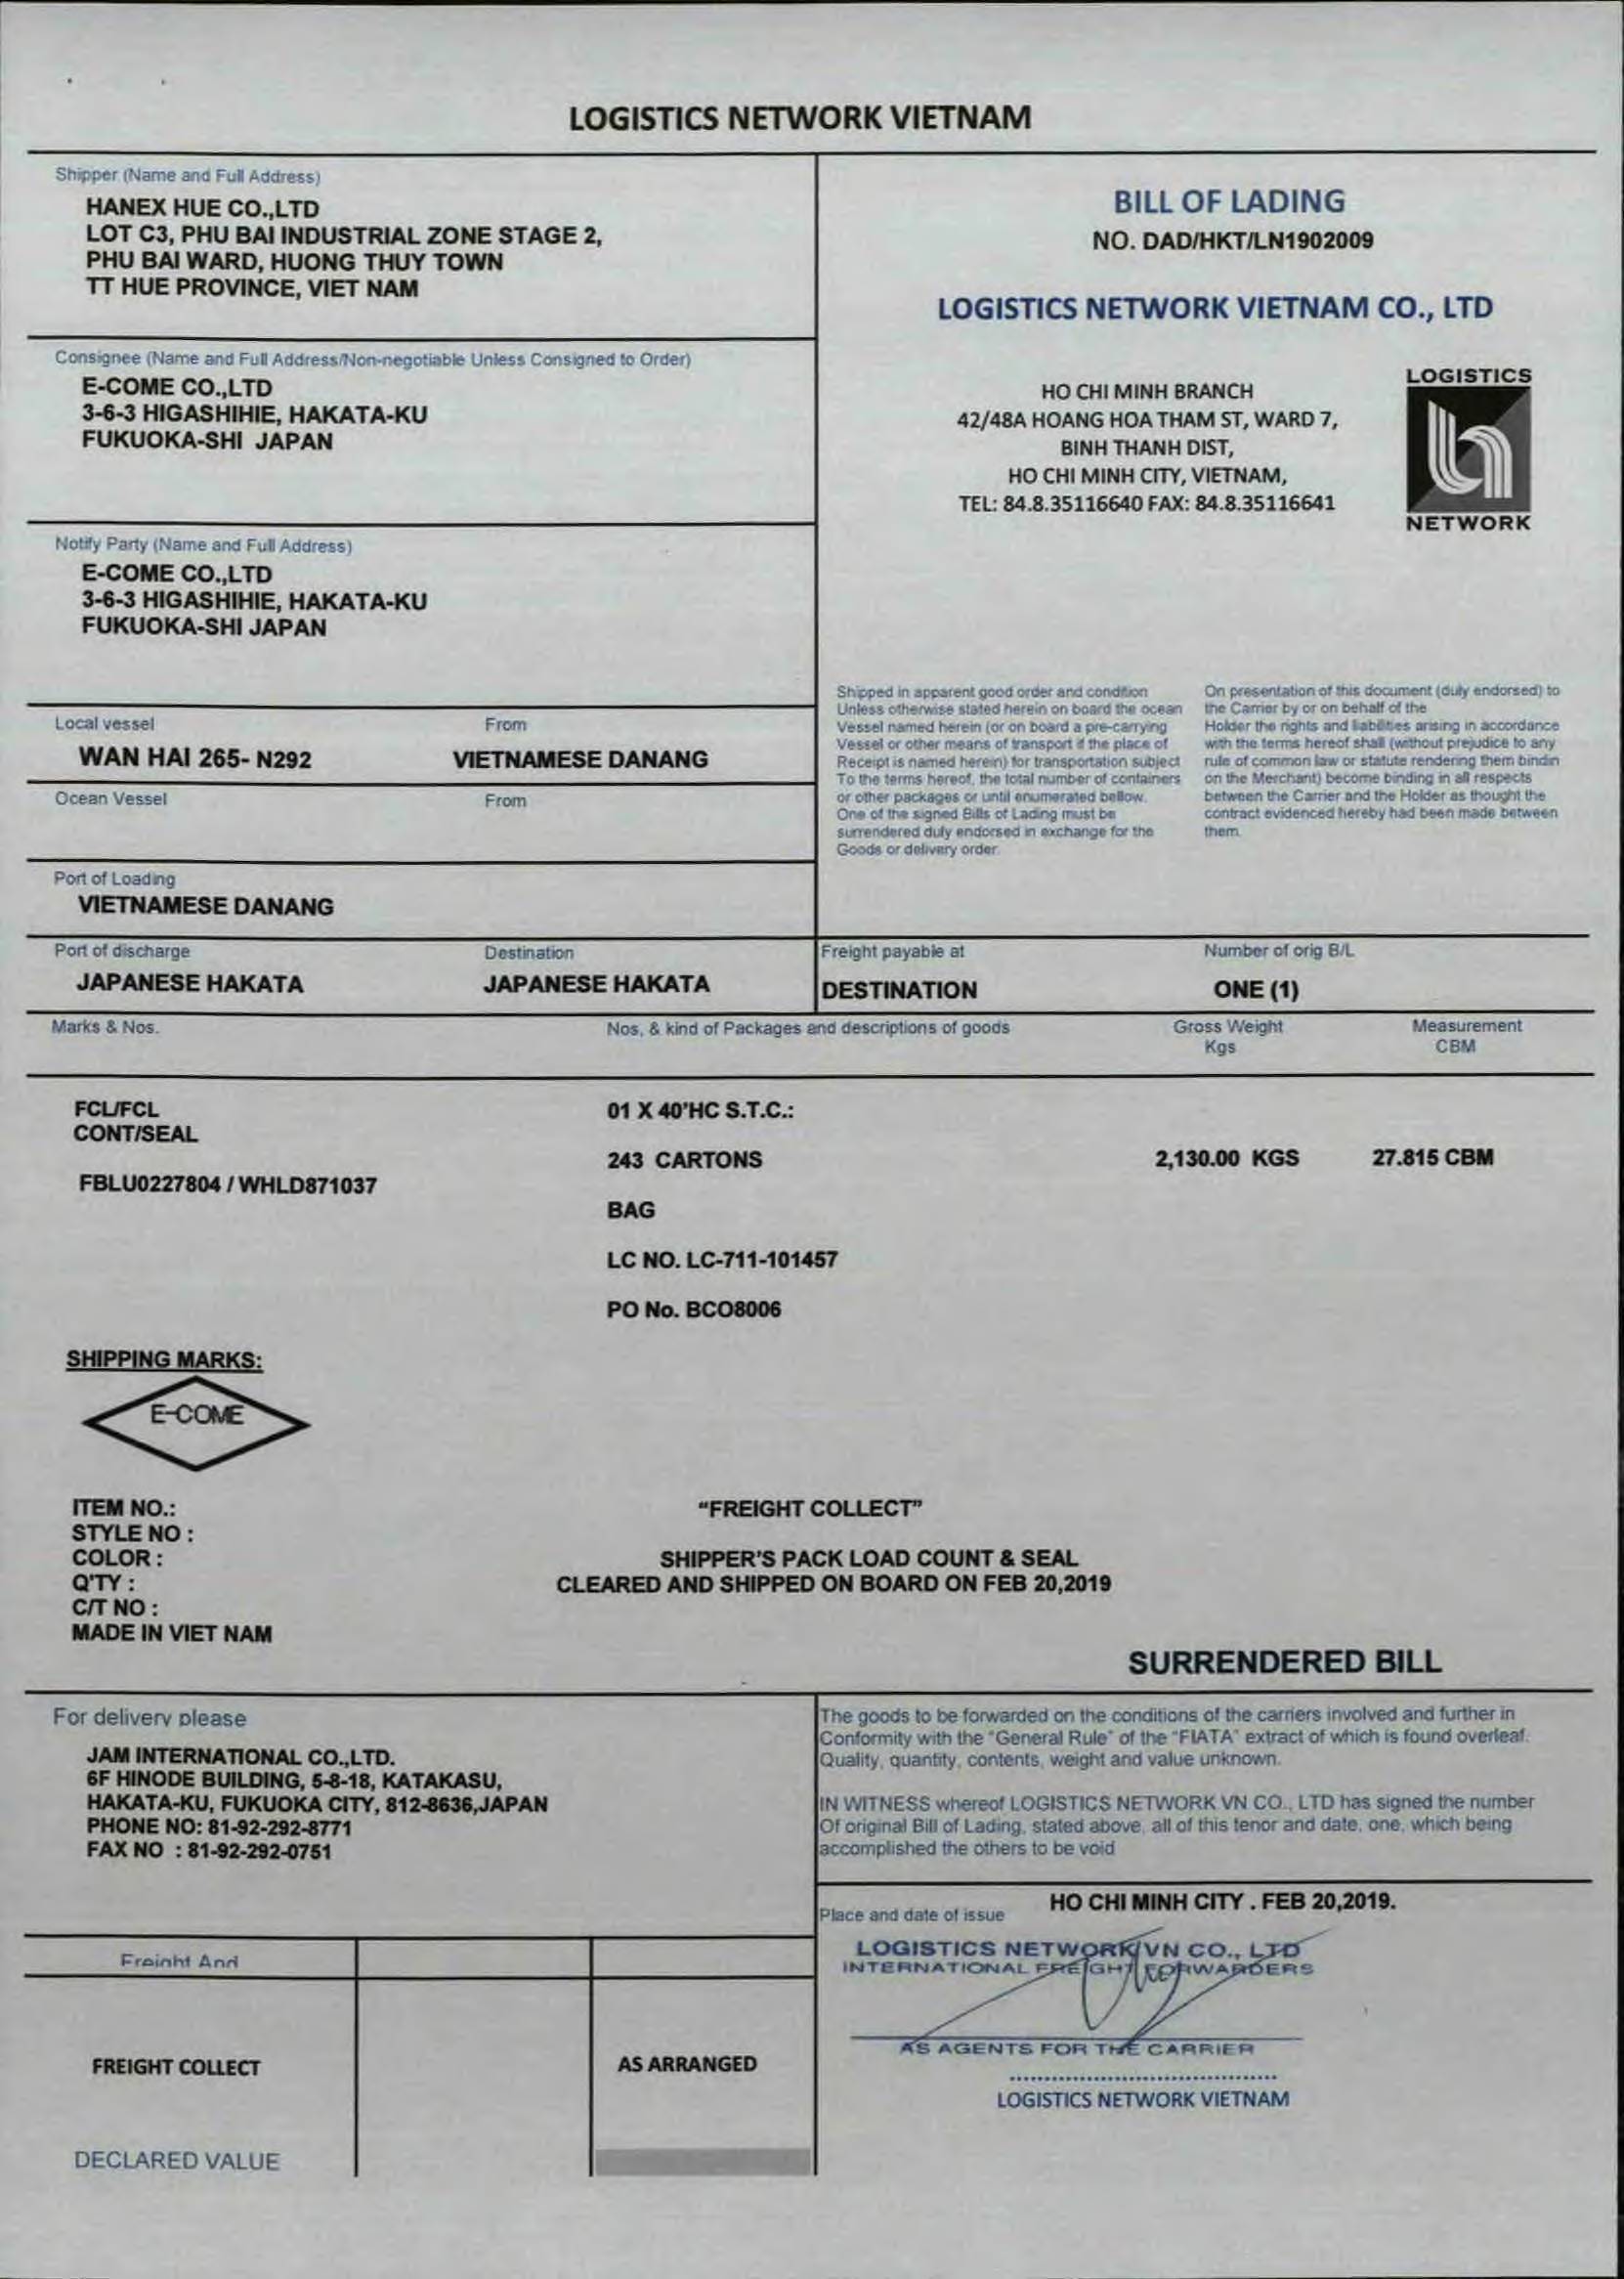 LOGISTICS NETWORK VIETNAM
Shipper (Name and Full Address)
HANEX HUE CO.,LTD
LOT C3, PHU BAI INDUSTRIAL ZONE STAGE 2,
PHU BAI WARD, HUONG THUY TOWN
TT HUE PROVINCE, VIET NAM
BILL OF LADING
NO. DAD/HKT/LN1902009
LOGISTICS NETWORK VIETNAM CO., LTD
HO CHI MINH BRANCH
42/48A HOANG HOA THAM ST, WARD 7,
BINH THANH DIST,
HO CHI MINH CITY, VIETNAM,
TEL: 84.8.35116640 FAX: 84.8.35116641
LOGISTICS
NETWORK
Consignee (Name and Full Address/Non-negotiable Unless Consigned to Order)
E-COME CO.,LTD
3-6-3 HIGASHIHIE, HAKATA-KU
FUKUOKA-SHI JAPAN
Notify Party (Name and Full Address)
E-COME CO.,LTD
3-6-3 HIGASHIHIE, HAKATA-KU
FUKUOKA-SHI JAPAN
Local vessel From
WAN HAI 265- N292 VIETNAMESE DANANG
Ocean Vessel From
Port of Loading
VIETNAMESE DANANG
Shipped in apparent good order and condition
Unless otherwise stated herein on board the ocean
Vessel named herein (or on board a pre-carrying
Vessel or other means of transport if the place of
Receipt is named herein) for transportation subject
To the terms hereof, the total number of containers
or other packages or until enumerated bellow.
One of the signed Bills of Lading must be
surrendered duly endorsed in exchange for the
Goods or delivery order.
On presentation of this document (duly endorsed) to
the Carrier by or on behalf of the
Holder the rights and liabilities arising in accordance
with the terms hereof shall (without prejudice to any
rule of common law or statute rendering them bindin
on the Merchant) become binding in all respects
between the Carrier and the Holder as thought the
contract evidenced hereby had been made between
them.
Port of discharge Destination Freight payable at Number of orig B/L
JAPANESE HAKATA JAPANESE HAKATA DESTINATION ONE (1)
Marks & Nos. Nos, & kind of Packages and descriptions of goods Gross Weight Measurement
Kgs CBM
FCL/FCL 01 X 40'HC S.T.C.:
CONT/SEAL
243 CARTONS 2,130.00 KGS 27.815 CBM
FBLU0227804 / WHLD871037
BAG
LC NO. LC-711-101457
PO No. BCO8006
SHIPPING MARKS:
E-COME
ITEM NO.: "FREIGHT COLLECT"
STYLE NO :
COLOR : SHIPPER'S PACK LOAD COUNT & SEAL
Q'TY : CLEARED AND SHIPPED ON BOARD ON FEB 20,2019
C/T NO :
MADE IN VIET NAM
SURRENDERED BILL
For delivery please
JAM INTERNATIONAL CO.,LTD.
6F HINODE BUILDING, 5-8-18, KATAKASU,
HAKATA-KU, FUKUOKA CITY, 812-8636,JAPAN
PHONE NO: 81-92-292-8771
FAX NO : 81-92-292-0751
The goods to be forwarded on the conditions of the carriers involved and further in
Conformity with the "General Rule" of the "FIATA" extract of which is found overleaf.
Quality, quantity, contents, weight and value unknown.
IN WITNESS whereof LOGISTICS NETWORK VN CO., LTD has signed the number
Of original Bill of Lading, stated above, all of this tenor and date, one, which being
accomplished the others to be void
Place and date of issue HO CHI MINH CITY . FEB 20,2019.
LOGISTICS NETWORK VN CO., LTD
INTERNATIONAL FREIGHT FORWARDERS
AS AGENTS FOR THE CARRIER
LOGISTICS NETWORK VIETNAM
Freight And
FREIGHT COLLECT AS ARRANGED
DECLARED VALUE